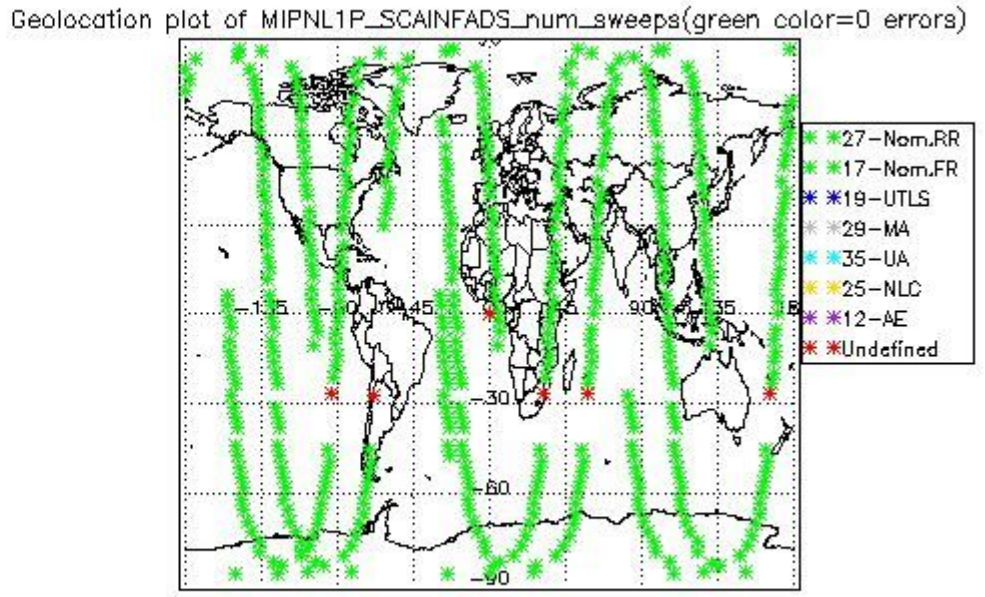 Geolocation plot of MIPNL1P_SCAINFADS_num_sweeps(green color=0 errors)
27-Nom.RR
17-Nom.FR
19-UTLS
29-MA
35-UA
25-NLC
12-AE
Undefined
-30
-60
-90